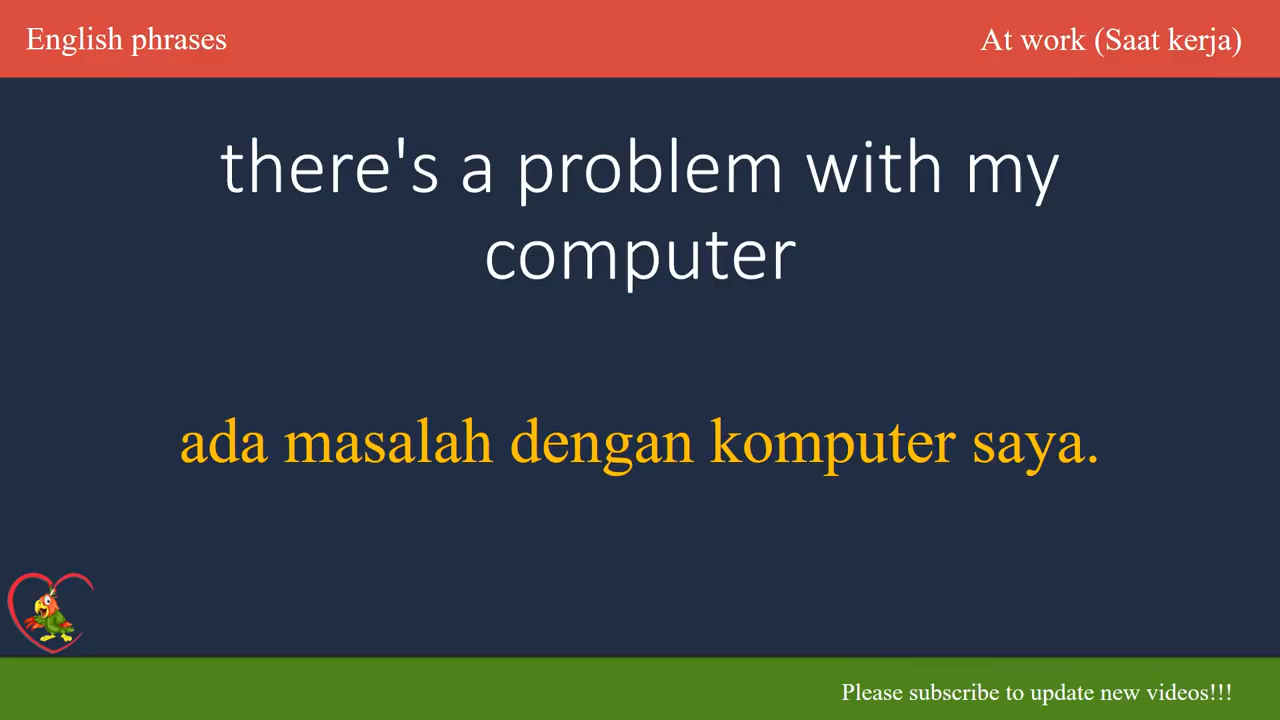 English phrases
At work (Saat kerja)
there's a problem with my
computer
ada masalah dengan komputer saya.
Please subscribe to update new videos!!!